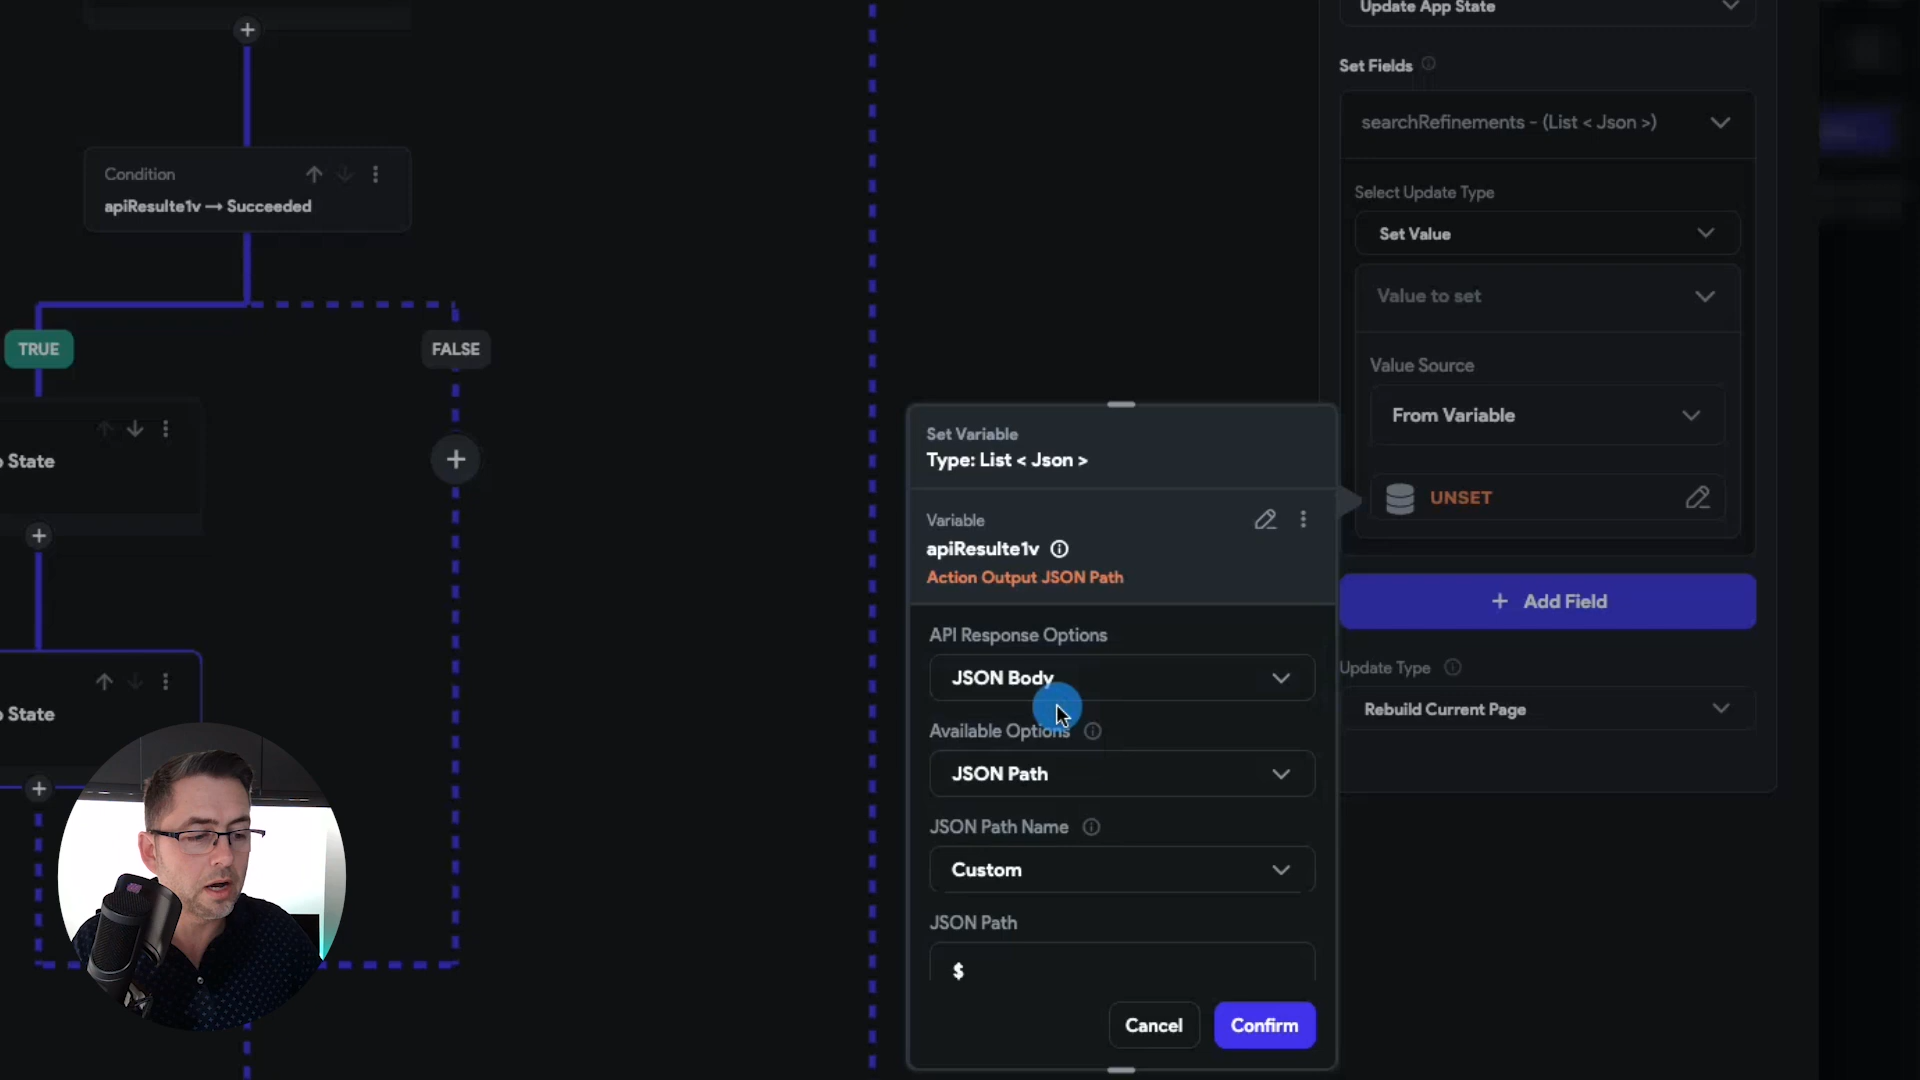 Update App State
Set Fields
searchRefinements - (List < Json >)
Select Update Type
Set Value
Value to set
Value Source
From Variable
UNSET
+ Add Field
Update Type
Rebuild Current Page
Condition
apiResulte1v → Succeeded
TRUE
FALSE
State
State
Set Variable
Type: List < Json >
Variable
apiResulte1v
Action Output JSON Path
API Response Options
JSON Body
Available Options
JSON Path
JSON Path Name
Custom
JSON Path
$
Cancel
Confirm